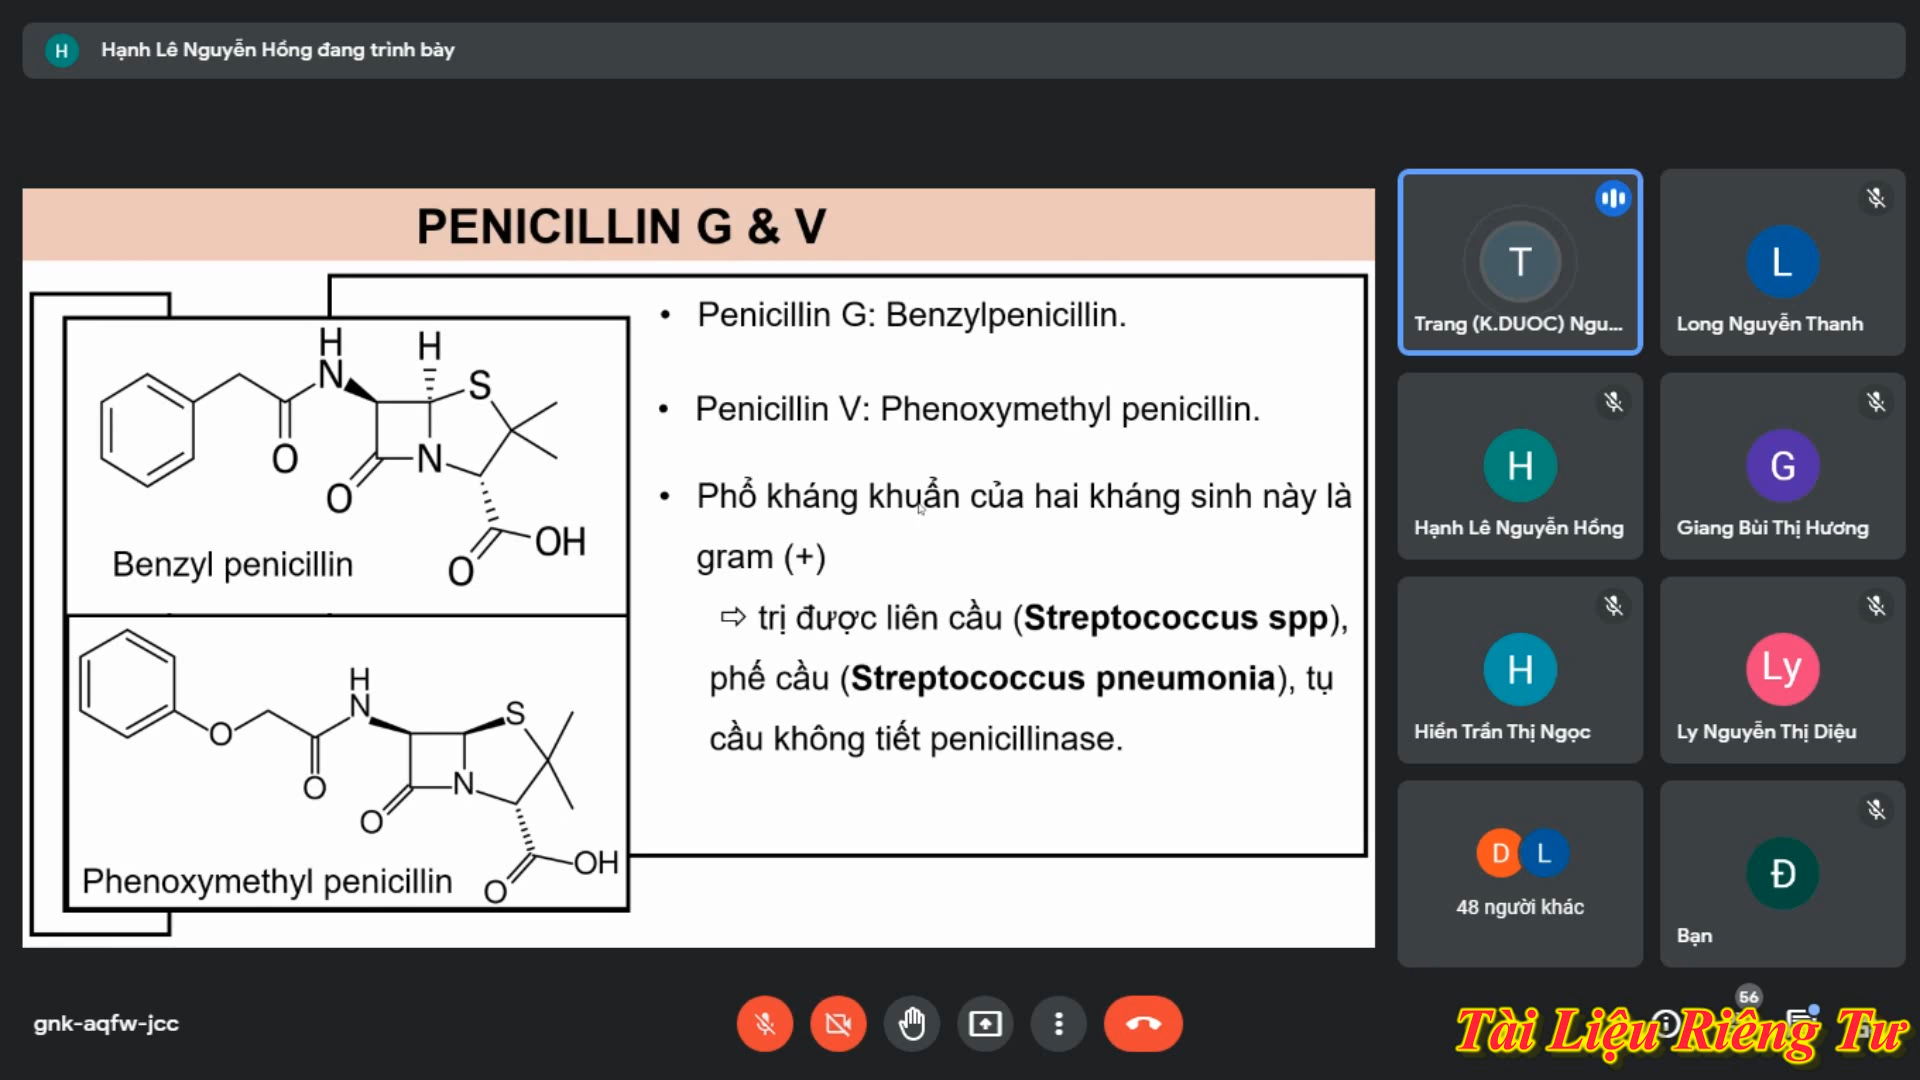 H
Hạnh Lê Nguyễn Hồng đang trình bày
PENICILLIN G & V
H
N
H
S
O
O
N
O
OH
Benzyl penicillin
H
N
S
O
O
O
N
O
OH
Phenoxymethyl penicillin
• Penicillin G: Benzylpenicillin.
• Penicillin V: Phenoxymethyl penicillin.
• Phổ kháng khuẩn của hai kháng sinh này là
gram (+)
⇨ trị được liên cầu (Streptococcus spp),
phế cầu (Streptococcus pneumonia), tụ
cầu không tiết penicillinase.
T
Trang (K.DUOC) Ngu...
L
Long Nguyễn Thanh
H
Hạnh Lê Nguyễn Hồng
G
Giang Bùi Thị Hương
H
Hiền Trần Thị Ngọc
Ly
Ly Nguyễn Thị Diệu
D L
48 người khác
Đ
Bạn
gnk-aqfw-jcc
56
Tài Liệu Riêng Tư